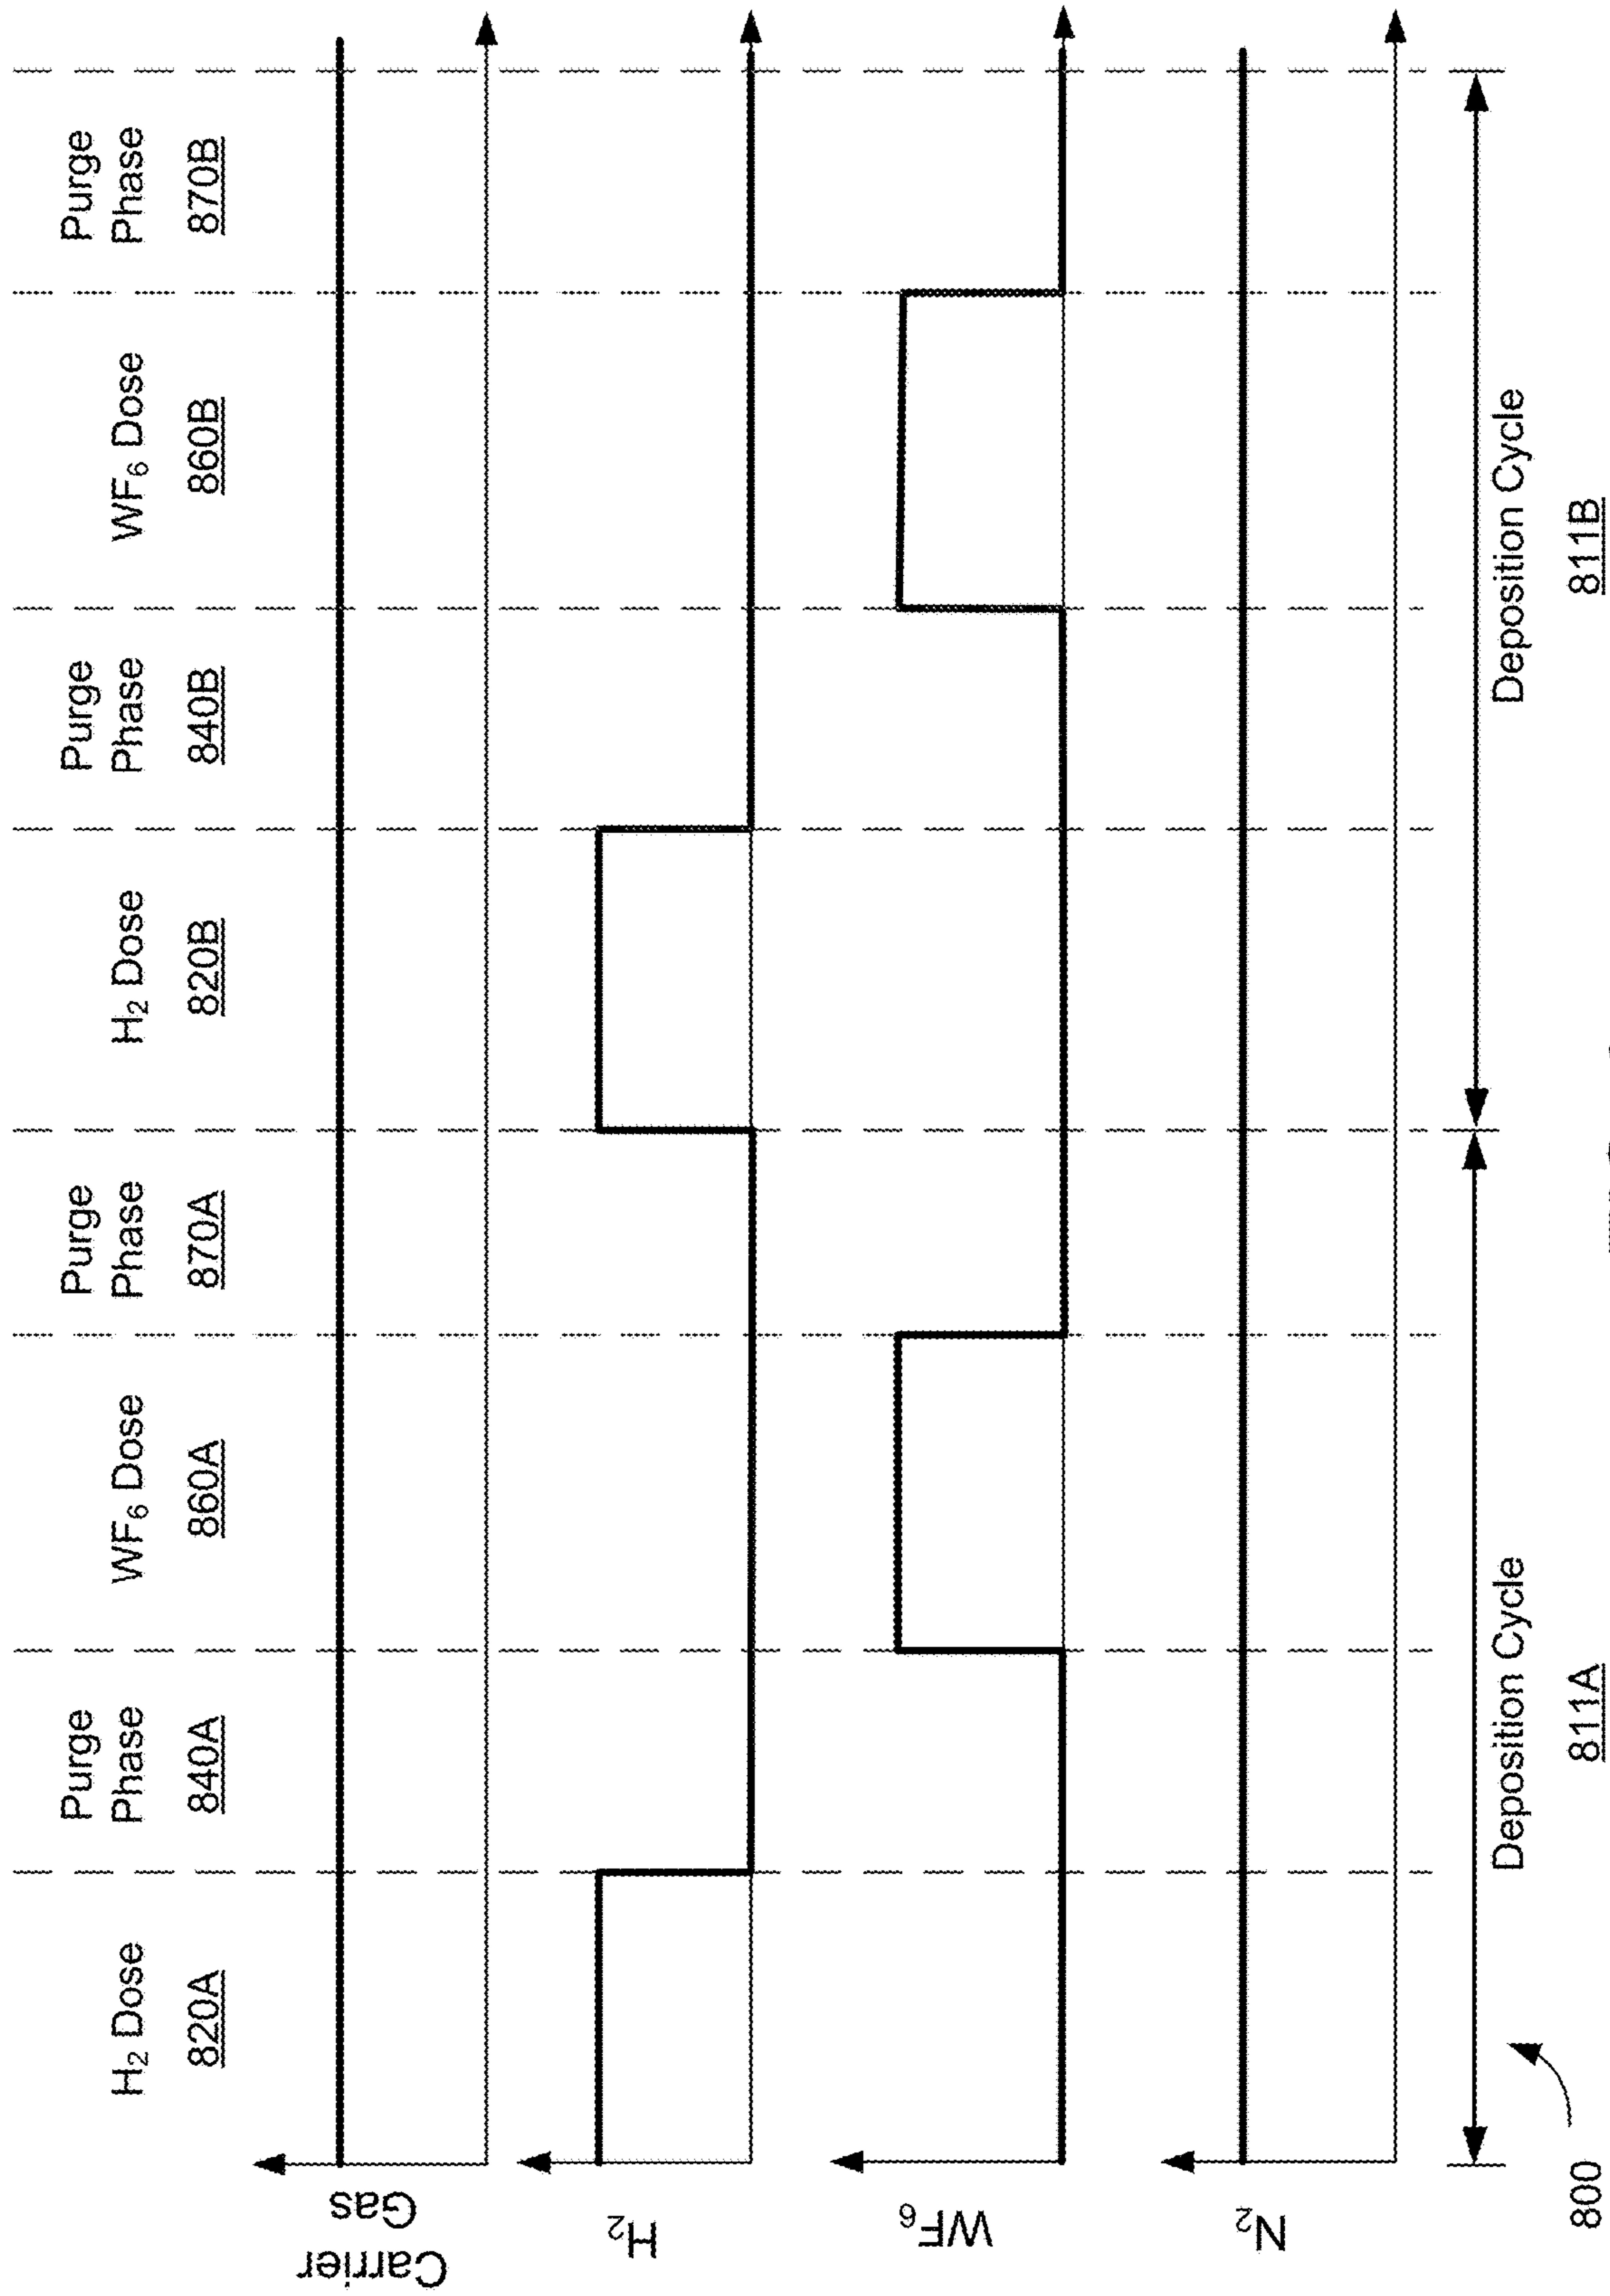 H₂ Dose
820A
Purge
Phase
840A
WF₆ Dose
860A
Purge
Phase
870A
H₂ Dose
820B
Purge
Phase
840B
WF₆ Dose
860B
Purge
Phase
870B
Carrier
Gas
H₂
WF₆
N₂
Deposition Cycle
811A
Deposition Cycle
811B
800